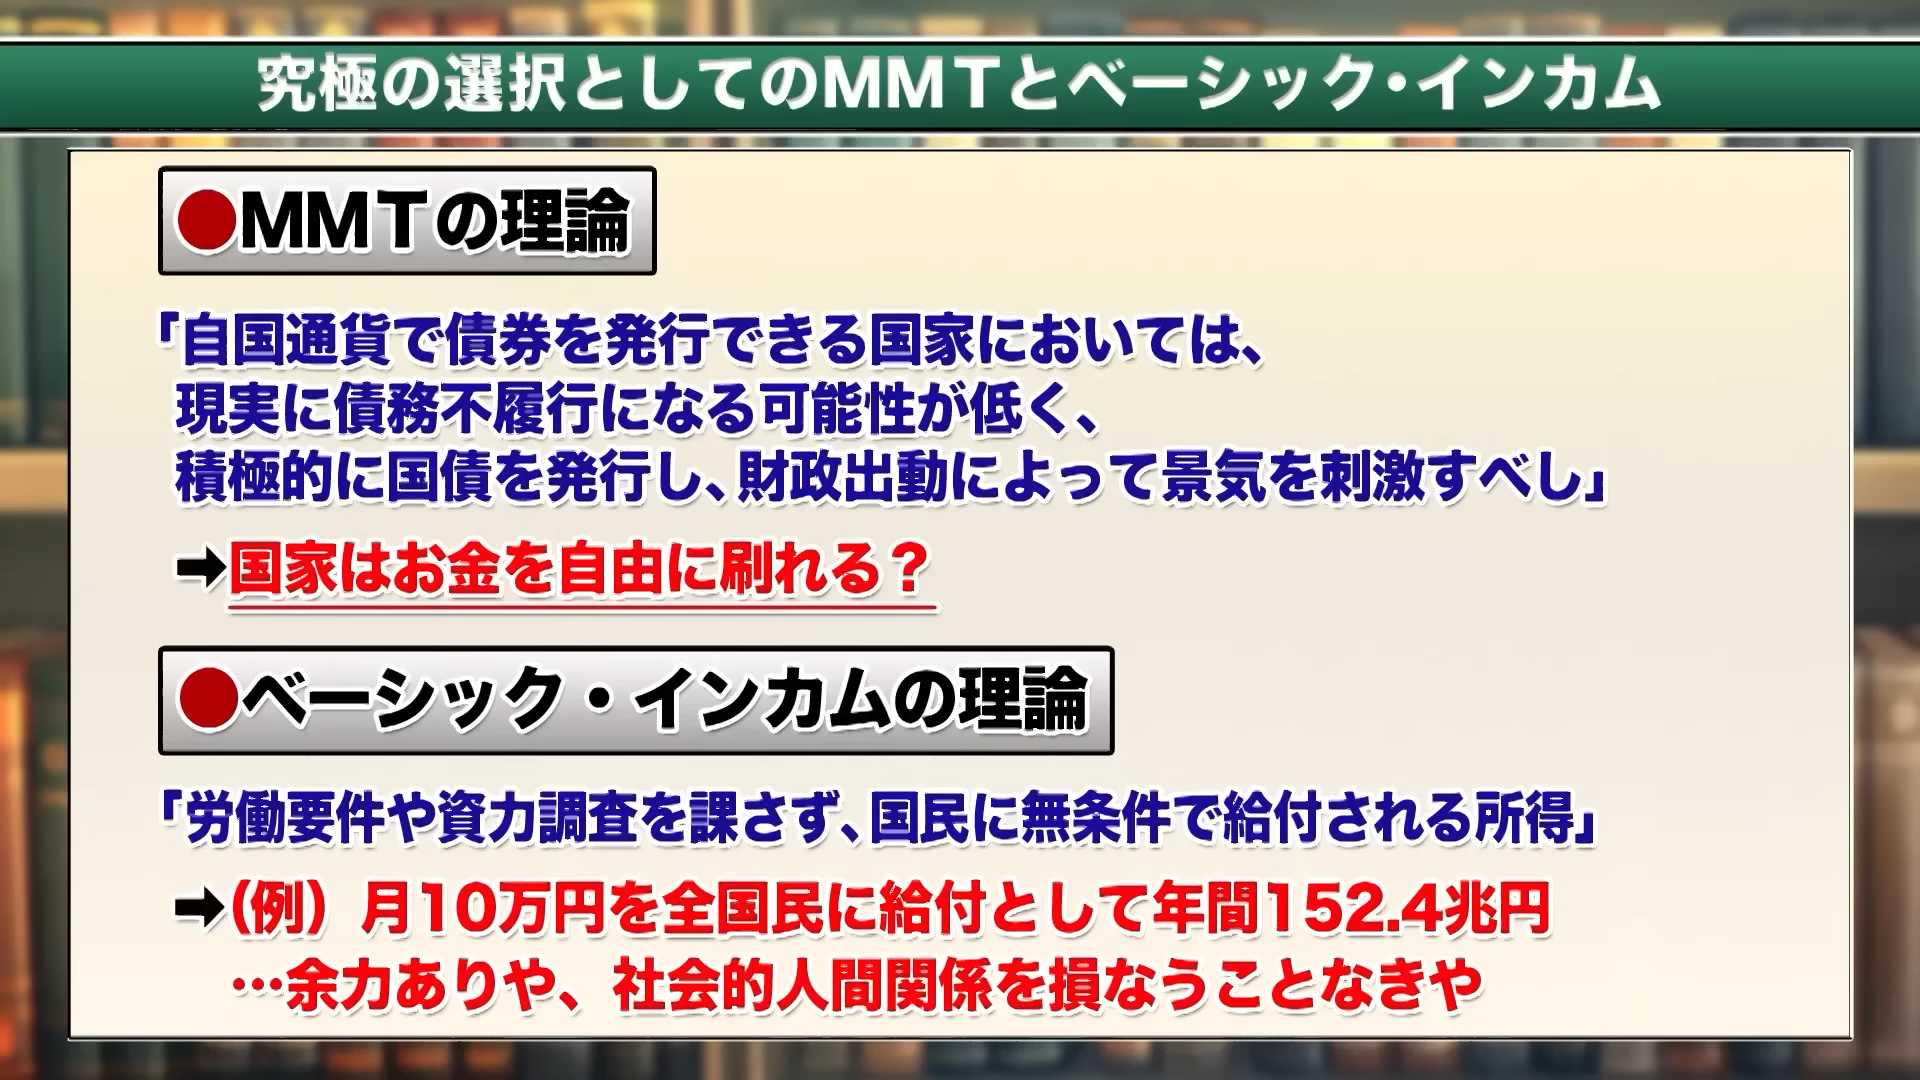 究極の選択としてのMMTとベーシック・インカム
●MMTの理論
「自国通貨で債券を発行できる国家においては、
現実に債務不履行になる可能性が低く、
積極的に国債を発行し、財政出動によって景気を刺激すべし」
➡国家はお金を自由に刷れる？
●ベーシック・インカムの理論
「労働要件や資力調査を課さず、国民に無条件で給付される所得」
➡（例）月10万円を全国民に給付として年間152.4兆円
…余力ありや、社会的人間関係を損なうことなきや